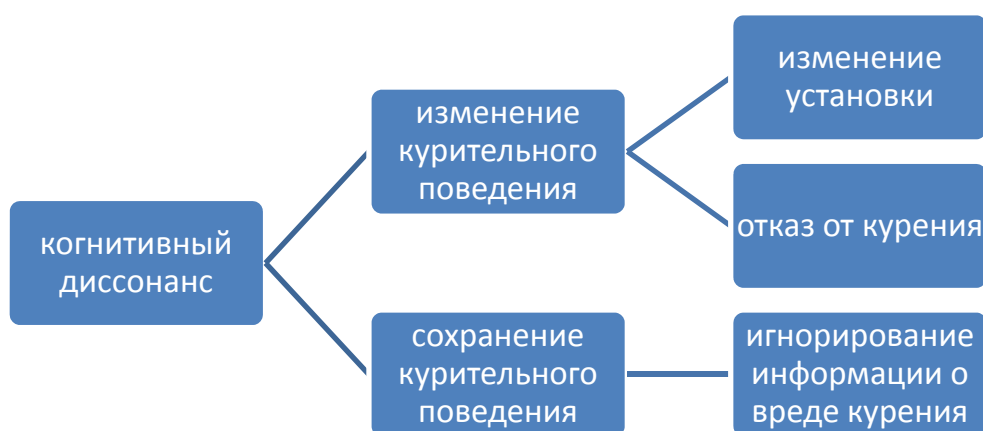 когнитивный
диссонанс
изменение
курительного
поведения
изменение
установки
отказ от курения
сохранение
курительного
поведения
игнорирование
информации о
вреде курения